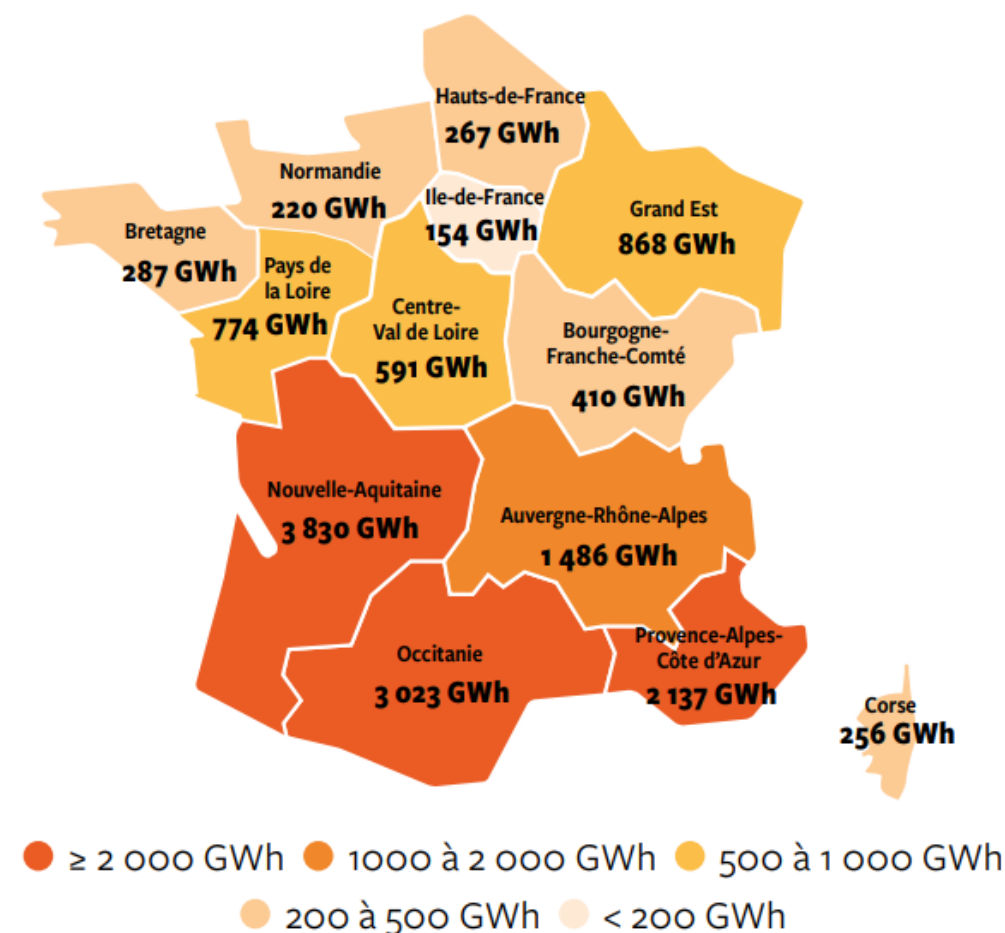 Hauts-de-France
267 GWh
Normandie
220 GWh
Ile-de-France
154 GWh
Grand Est
868 GWh
Bretagne
287 GWh
Pays de
la Loire
774 GWh
Centre-
Val de Loire
591 GWh
Bourgogne-
Franche-Comté
410 GWh
Nouvelle-Aquitaine
3 830 GWh
Auvergne-Rhône-Alpes
1 486 GWh
Occitanie
3 023 GWh
Provence-Alpes-
Côte d'Azur
2 137 GWh
Corse
256 GWh
≥ 2 000 GWh
1000 à 2 000 GWh
500 à 1 000 GWh
200 à 500 GWh
< 200 GWh